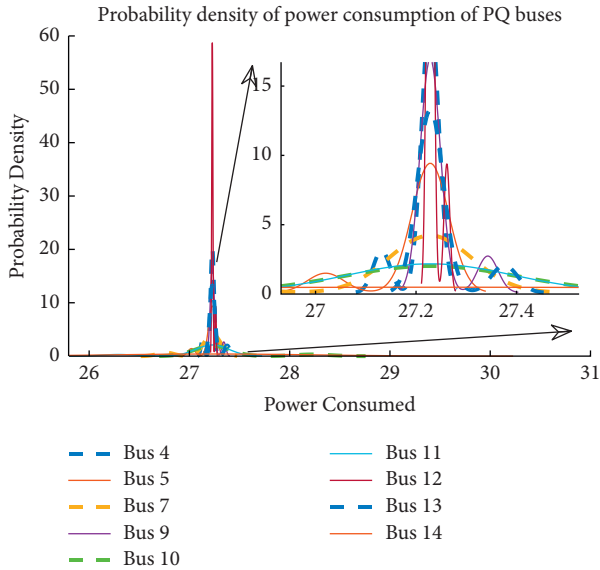 Probability density of power consumption of PQ buses
60
50
40
30
20
10
0
Probability Density
15
10
5
0
27
27.2
27.4
26
27
28
29
30
31
Power Consumed
Bus 4
Bus 5
Bus 7
Bus 9
Bus 10
Bus 11
Bus 12
Bus 13
Bus 14